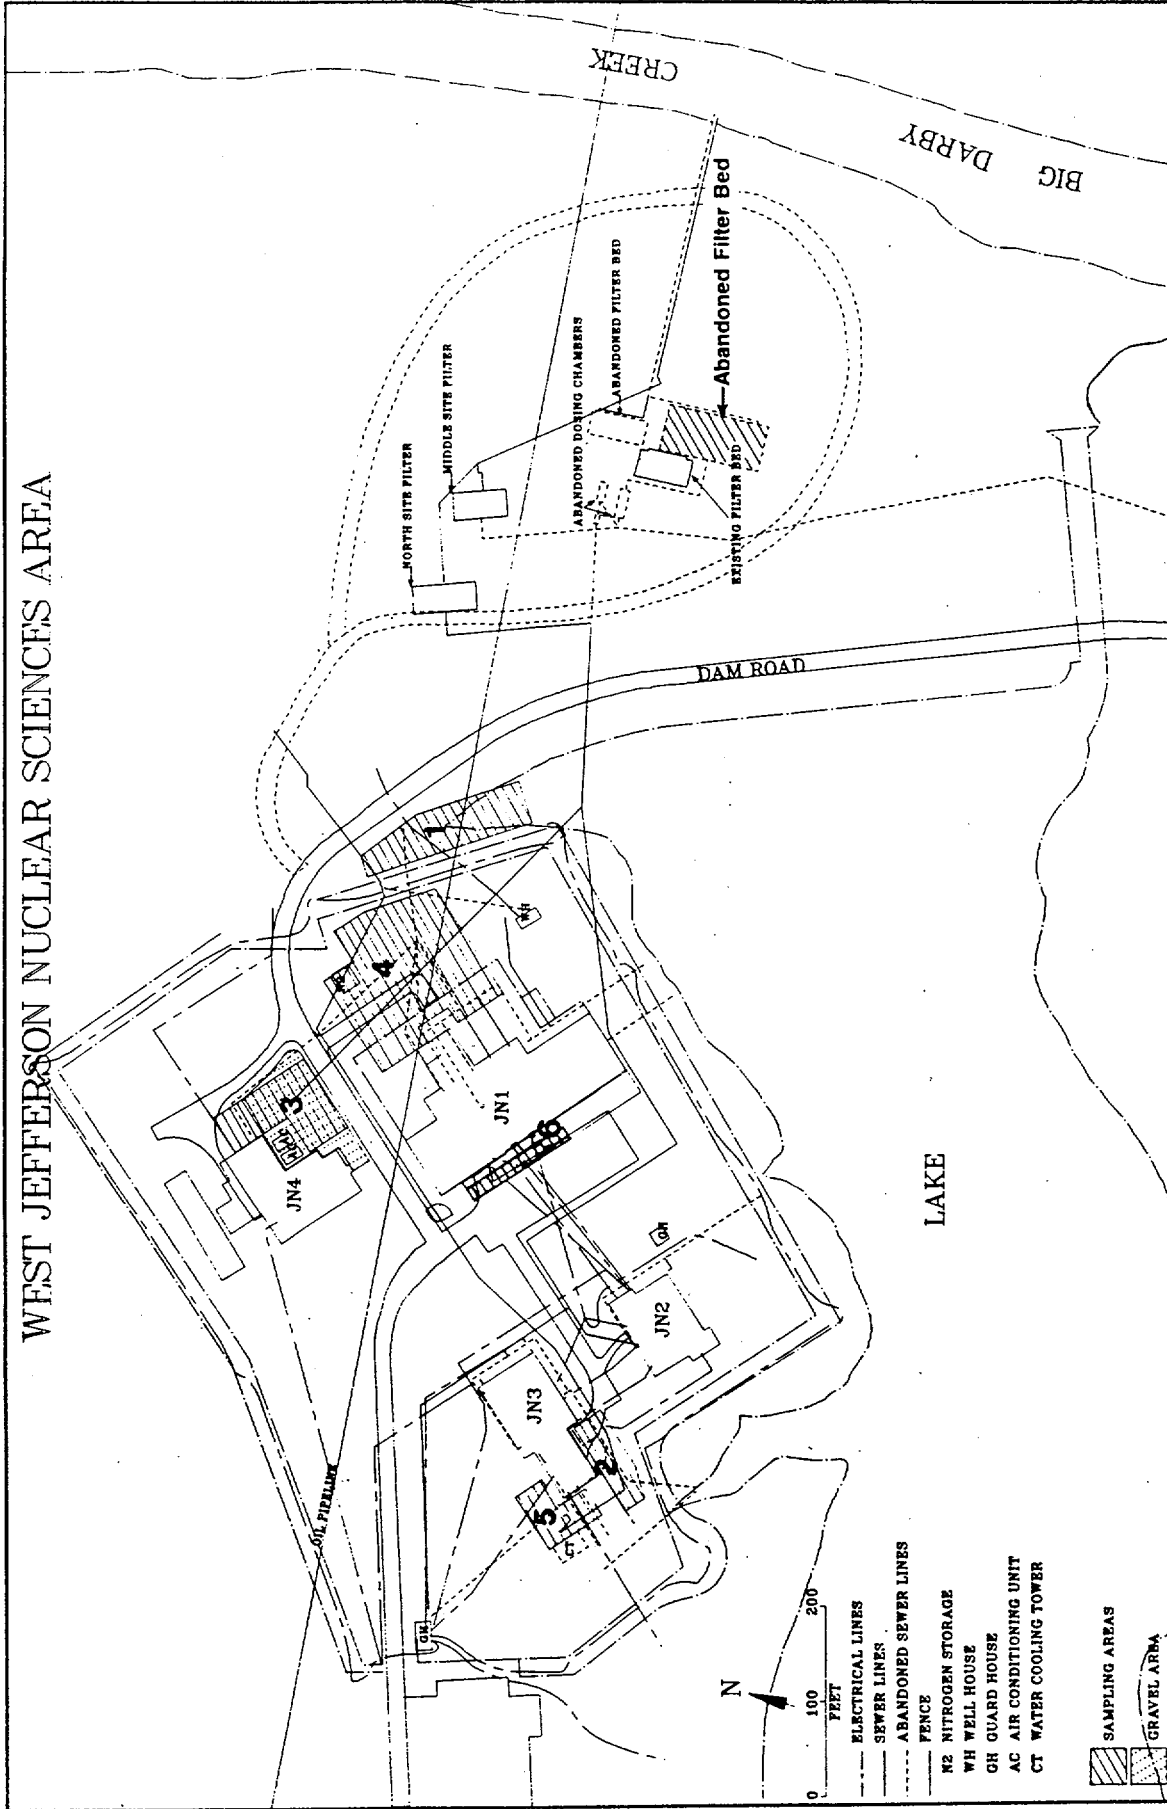 WEST JEFFERSON NUCLEAR SCIENCES AREA
BIG DARBY CREEK
NORTH SITE FILTER
MIDDLE SITE FILTER
ABANDONED DOSING CHAMBERS
ABANDONED FILTER BED
Abandoned Filter Bed
EXISTING FILTER BED
DAM ROAD
OIL PIPELINE
JN4
3
4
1
WH
JN1
6
GH
JN3
JN2
GH
5
2
CT
LAKE
N
0 100 200
FEET
ELECTRICAL LINES
SEWER LINES
ABANDONED SEWER LINES
FENCE
N2 NITROGEN STORAGE
WH WELL HOUSE
GH GUARD HOUSE
AC AIR CONDITIONING UNIT
CT WATER COOLING TOWER
SAMPLING AREAS
GRAVEL AREA